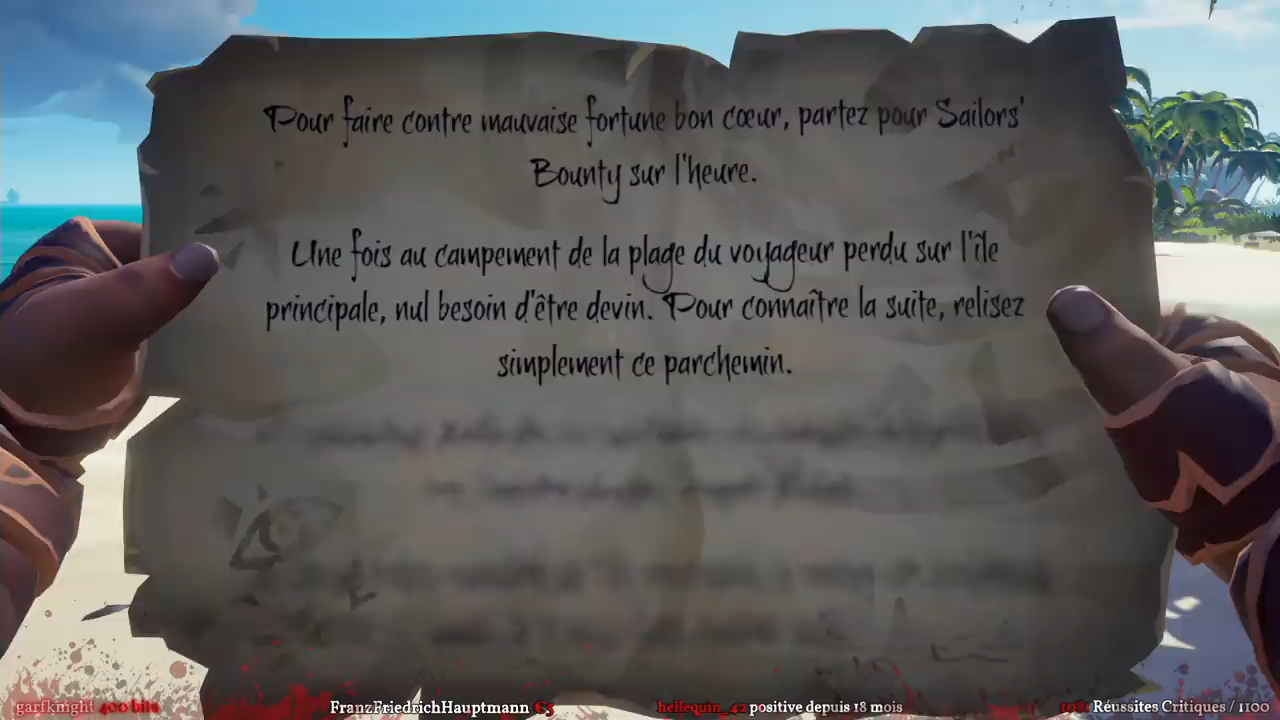 Pour faire contre mauvaise fortune bon cœur, partez pour Sailors'
Bounty sur l'heure.
Une fois au campement de la plage du voyageur perdu sur l'île
principale, nul besoin d'être devin. Pour connaître la suite, relisez
simplement ce parchemin.
garfknight 400 bits
FranzFriedrichHauptmann €5
hellequin_42 positive depuis 18 mois
1081 Réussites Critiques / 1100